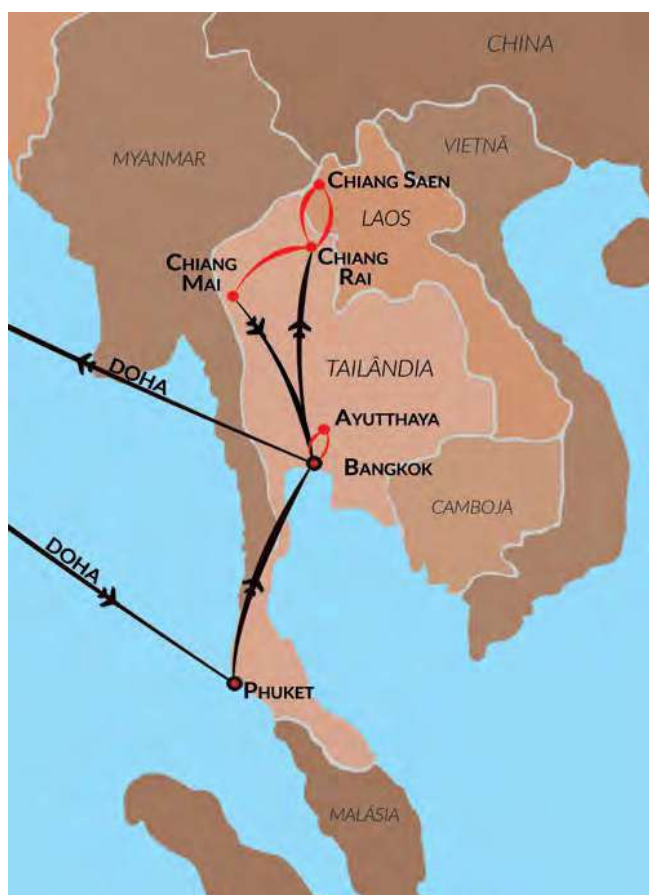 CHINA
VIETNÃ
MYANMAR
CHIANG SAEN
LAOS
CHIANG
MAI
CHIANG
RAI
TAILÂNDIA
DOHA
AYUTTHAYA
BANGKOK
CAMBOJA
DOHA
PHUKET
MALÁSIA